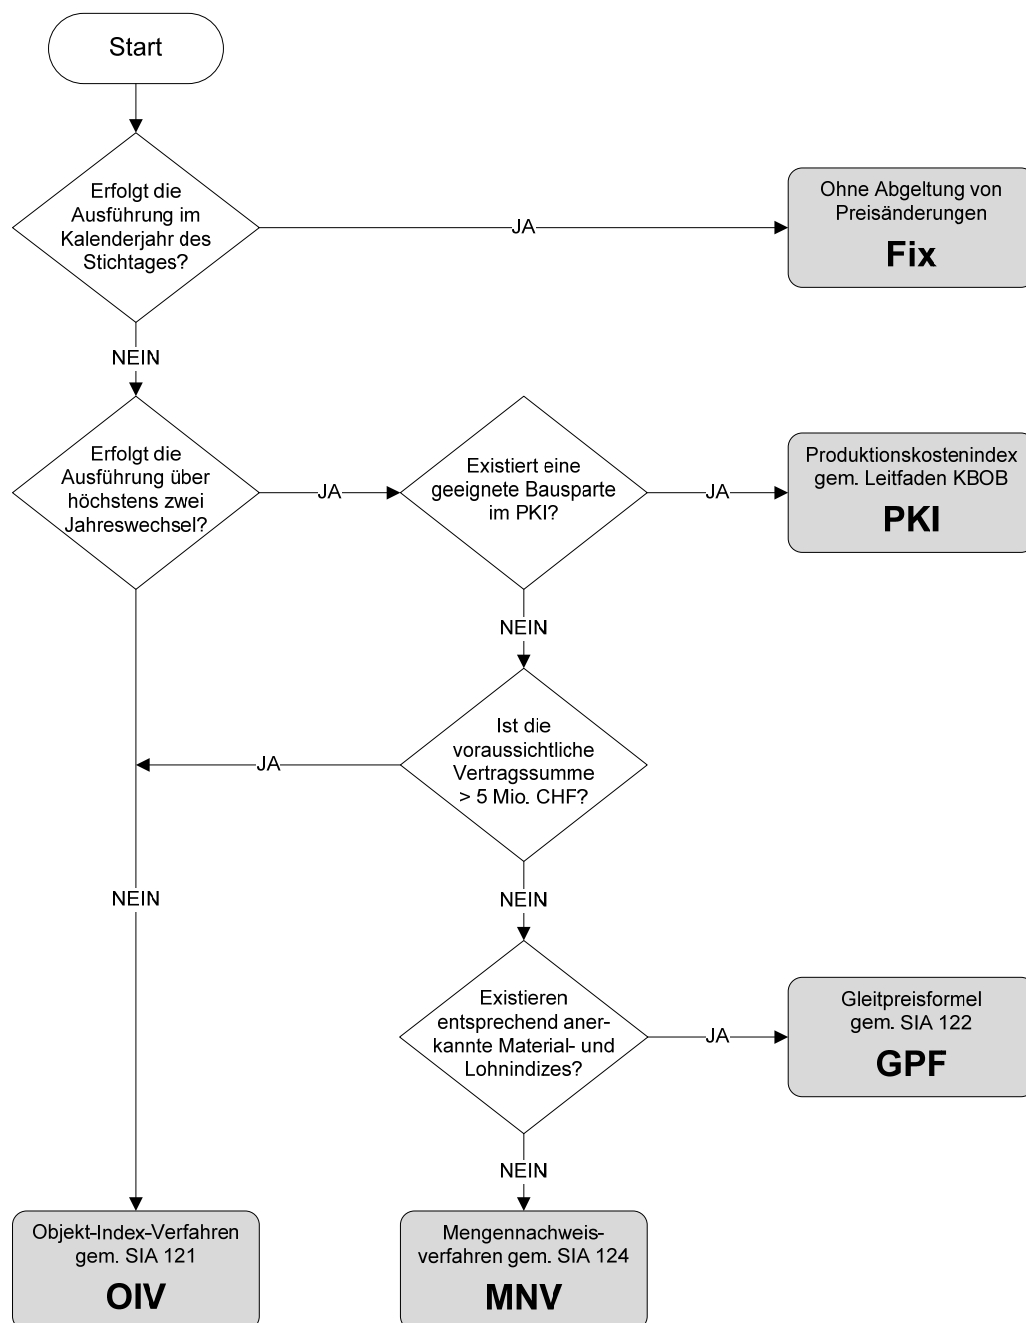 Start
Erfolgt die
Ausführung im
Kalenderjahr des
Stichtages?
JA
Ohne Abgeltung von
Preisänderungen
Fix
NEIN
Erfolgt die
Ausführung über
höchstens zwei
Jahreswechsel?
JA
Existiert eine
geeignete Bausparte
im PKI?
JA
Produktionskostenindex
gem. Leitfaden KBOB
PKI
NEIN
Ist die
voraussichtliche
Vertragssumme
> 5 Mio. CHF?
JA
NEIN
NEIN
Existieren
entsprechend aner-
kannte Material- und
Lohnindizes?
JA
Gleitpreisformel
gem. SIA 122
GPF
NEIN
Objekt-Index-Verfahren
gem. SIA 121
OIV
Mengennachweis-
verfahren gem. SIA 124
MNV